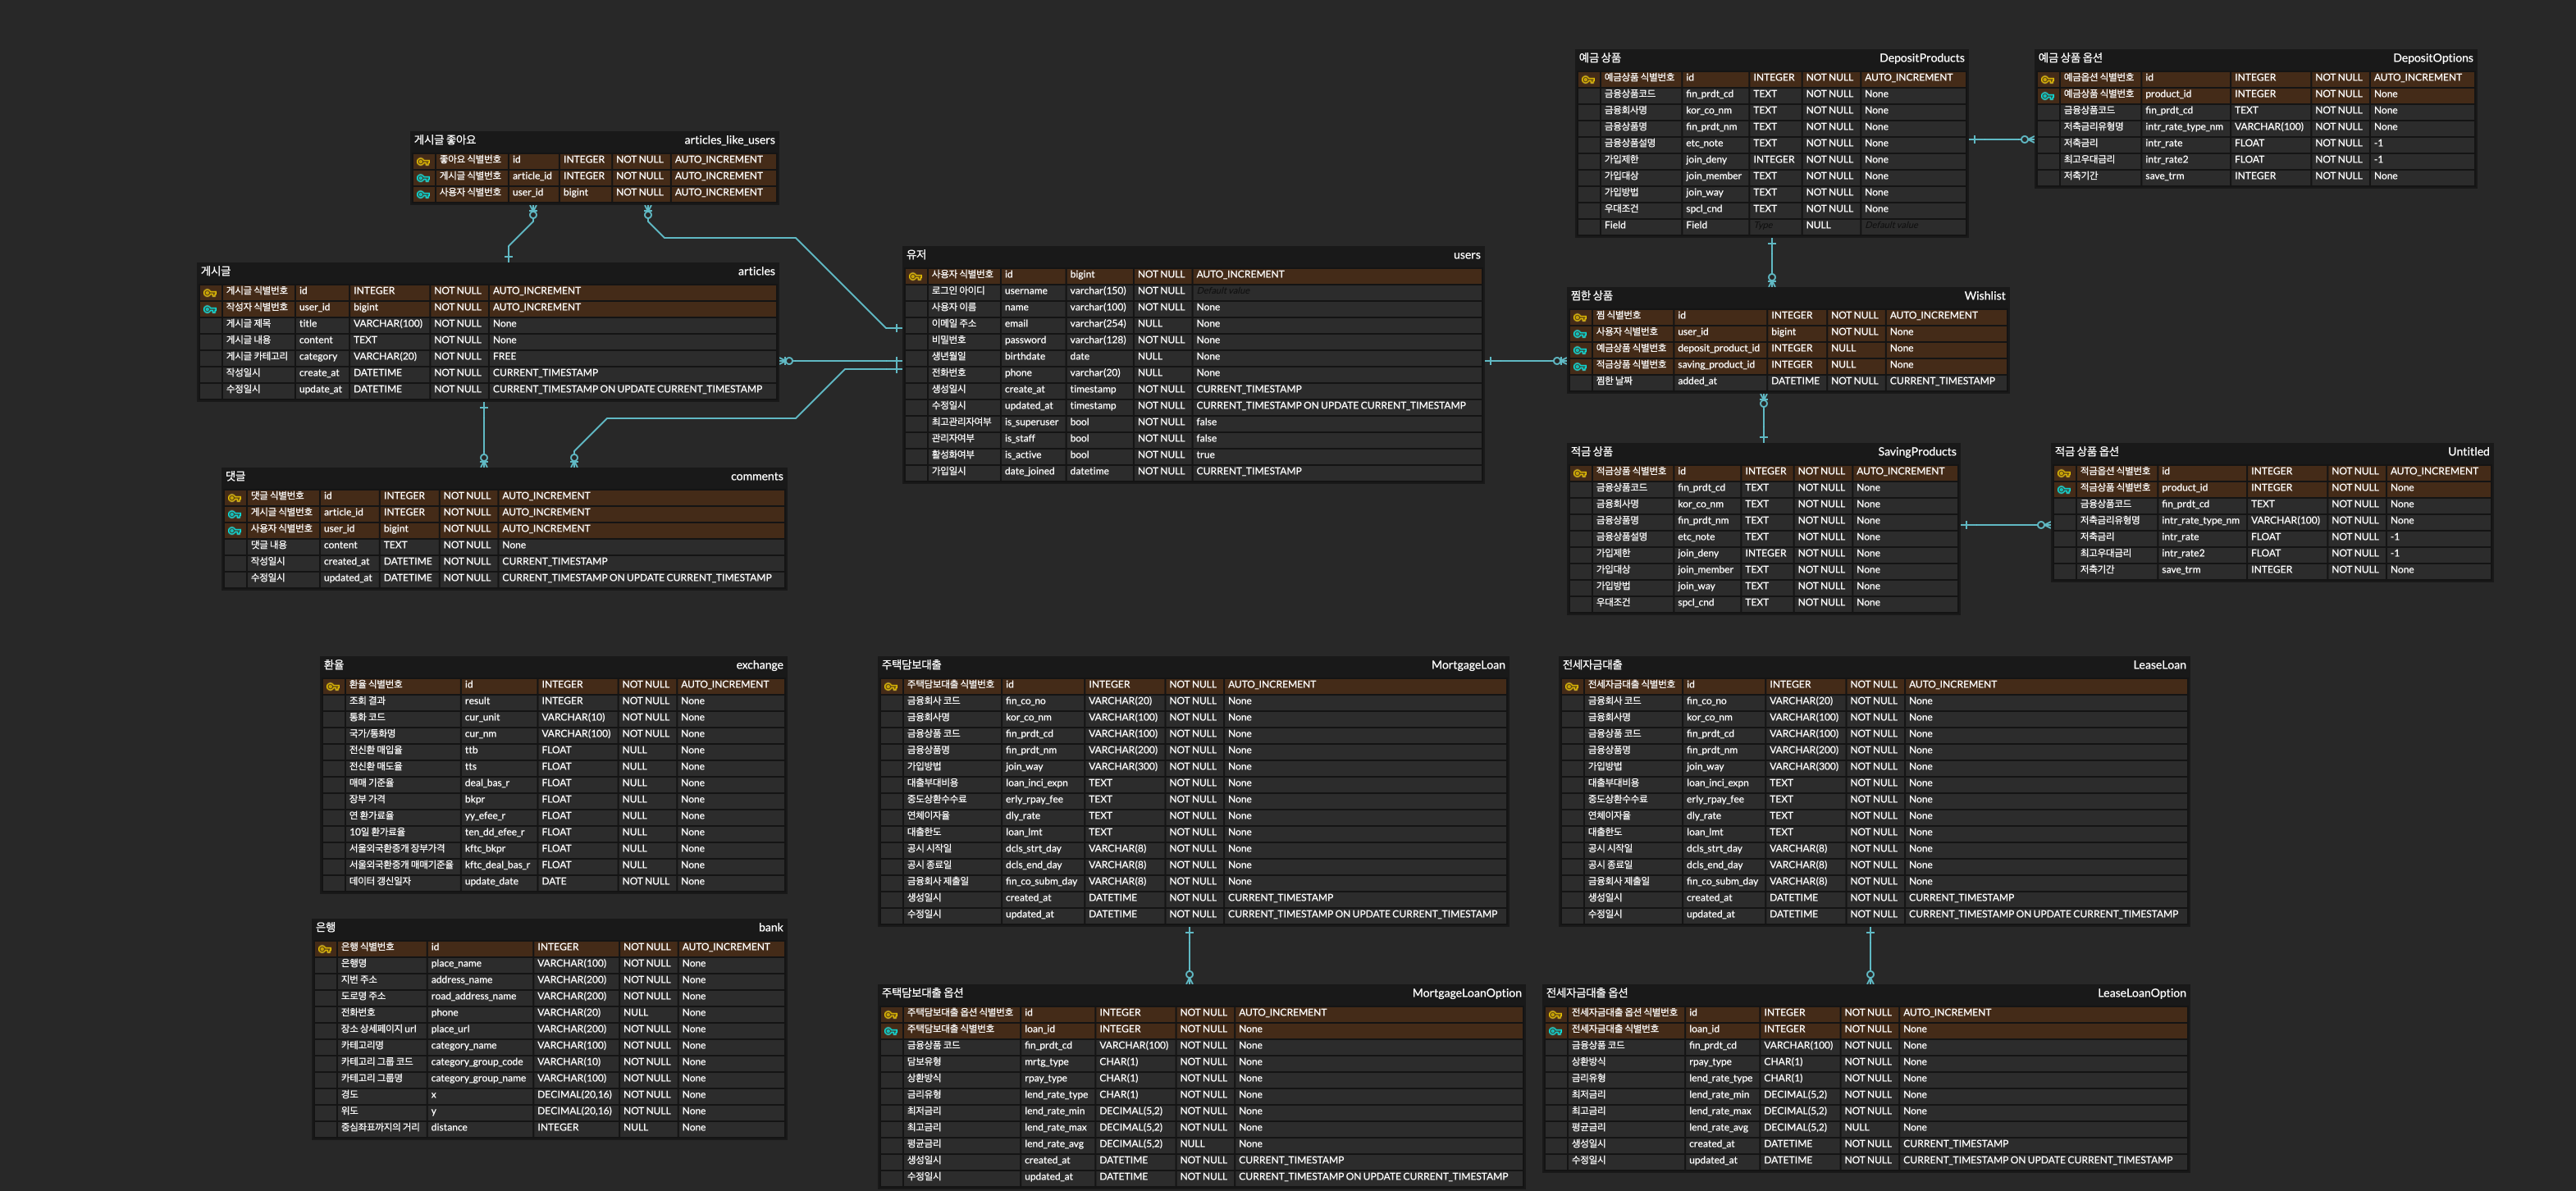 예금 상품 DepositProducts
예금상품 식별번호 id INTEGER NOT NULL AUTO_INCREMENT
금융상품코드 fin_prdt_cd TEXT NOT NULL None
금융회사명 kor_co_nm TEXT NOT NULL None
금융상품명 fin_prdt_nm TEXT NOT NULL None
금융상품설명 etc_note TEXT NOT NULL None
가입제한 join_deny INTEGER NOT NULL None
가입대상 join_member TEXT NOT NULL None
가입방법 join_way TEXT NOT NULL None
우대조건 spcl_cnd TEXT NOT NULL None
Field Field Type NULL Default value
예금 상품 옵션 DepositOptions
예금옵션 식별번호 id INTEGER NOT NULL AUTO_INCREMENT
예금상품 식별번호 product_id INTEGER NOT NULL None
금융상품코드 fin_prdt_cd TEXT NOT NULL None
저축금리유형명 intr_rate_type_nm VARCHAR(100) NOT NULL None
저축금리 intr_rate FLOAT NOT NULL -1
최고우대금리 intr_rate2 FLOAT NOT NULL -1
저축기간 save_trm INTEGER NOT NULL None
게시글 좋아요 articles_like_users
좋아요 식별번호 id INTEGER NOT NULL AUTO_INCREMENT
게시글 식별번호 article_id INTEGER NOT NULL AUTO_INCREMENT
사용자 식별번호 user_id bigint NOT NULL AUTO_INCREMENT
게시글 articles
게시글 식별번호 id INTEGER NOT NULL AUTO_INCREMENT
작성자 식별번호 user_id bigint NOT NULL AUTO_INCREMENT
게시글 제목 title VARCHAR(100) NOT NULL None
게시글 내용 content TEXT NOT NULL None
게시글 카테고리 category VARCHAR(20) NOT NULL FREE
작성일시 create_at DATETIME NOT NULL CURRENT_TIMESTAMP
수정일시 update_at DATETIME NOT NULL CURRENT_TIMESTAMP ON UPDATE CURRENT_TIMESTAMP
유저 users
사용자 식별번호 id bigint NOT NULL AUTO_INCREMENT
로그인 아이디 username varchar(150) NOT NULL Default value
사용자 이름 name varchar(100) NOT NULL None
이메일 주소 email varchar(254) NULL None
비밀번호 password varchar(128) NOT NULL None
생년월일 birthdate date NULL None
전화번호 phone varchar(20) NULL None
생성일시 create_at timestamp NOT NULL CURRENT_TIMESTAMP
수정일시 updated_at timestamp NOT NULL CURRENT_TIMESTAMP ON UPDATE CURRENT_TIMESTAMP
최고관리자여부 is_superuser bool NOT NULL false
관리자여부 is_staff bool NOT NULL false
활성화여부 is_active bool NOT NULL true
가입일시 date_joined datetime NOT NULL CURRENT_TIMESTAMP
찜한 상품 Wishlist
찜 식별번호 id INTEGER NOT NULL AUTO_INCREMENT
사용자 식별번호 user_id bigint NOT NULL None
예금상품 식별번호 deposit_product_id INTEGER NULL None
적금상품 식별번호 saving_product_id INTEGER NULL None
찜한 날짜 added_at DATETIME NOT NULL CURRENT_TIMESTAMP
댓글 comments
댓글 식별번호 id INTEGER NOT NULL AUTO_INCREMENT
게시글 식별번호 article_id INTEGER NOT NULL AUTO_INCREMENT
사용자 식별번호 user_id bigint NOT NULL AUTO_INCREMENT
댓글 내용 content TEXT NOT NULL None
작성일시 created_at DATETIME NOT NULL CURRENT_TIMESTAMP
수정일시 updated_at DATETIME NOT NULL CURRENT_TIMESTAMP ON UPDATE CURRENT_TIMESTAMP
적금 상품 SavingProducts
적금상품 식별번호 id INTEGER NOT NULL AUTO_INCREMENT
금융상품코드 fin_prdt_cd TEXT NOT NULL None
금융회사명 kor_co_nm TEXT NOT NULL None
금융상품명 fin_prdt_nm TEXT NOT NULL None
금융상품설명 etc_note TEXT NOT NULL None
가입제한 join_deny INTEGER NOT NULL None
가입대상 join_member TEXT NOT NULL None
가입방법 join_way TEXT NOT NULL None
우대조건 spcl_cnd TEXT NOT NULL None
적금 상품 옵션 Untitled
적금옵션 식별번호 id INTEGER NOT NULL AUTO_INCREMENT
적금상품 식별번호 product_id INTEGER NOT NULL None
금융상품코드 fin_prdt_cd TEXT NOT NULL None
저축금리유형명 intr_rate_type_nm VARCHAR(100) NOT NULL None
저축금리 intr_rate FLOAT NOT NULL -1
최고우대금리 intr_rate2 FLOAT NOT NULL -1
저축기간 save_trm INTEGER NOT NULL None
환율 exchange
환율 식별번호 id INTEGER NOT NULL AUTO_INCREMENT
조회 결과 result INTEGER NOT NULL None
통화 코드 cur_unit VARCHAR(10) NOT NULL None
국가/통화명 cur_nm VARCHAR(100) NOT NULL None
전신환 매입율 ttb FLOAT NULL None
전신환 매도율 tts FLOAT NULL None
매매 기준율 deal_bas_r FLOAT NULL None
장부 가격 bkpr FLOAT NULL None
연 환가료율 yy_efee_r FLOAT NULL None
10일 환가료율 ten_dd_efee_r FLOAT NULL None
서울외국환중개 장부가격 kftc_bkpr FLOAT NULL None
서울외국환중개 매매기준율 kftc_deal_bas_r FLOAT NULL None
데이터 갱신일자 update_date DATE NOT NULL None
주택담보대출 MortgageLoan
주택담보대출 식별번호 id INTEGER NOT NULL AUTO_INCREMENT
금융회사 코드 fin_co_no VARCHAR(20) NOT NULL None
금융회사명 kor_co_nm VARCHAR(100) NOT NULL None
금융상품 코드 fin_prdt_cd VARCHAR(100) NOT NULL None
금융상품명 fin_prdt_nm VARCHAR(200) NOT NULL None
가입방법 join_way VARCHAR(300) NOT NULL None
대출부대비용 loan_inci_expn TEXT NOT NULL None
중도상환수수료 erly_rpay_fee TEXT NOT NULL None
연체이자율 dly_rate TEXT NOT NULL None
대출한도 loan_lmt TEXT NOT NULL None
공시 시작일 dcls_strt_day VARCHAR(8) NOT NULL None
공시 종료일 dcls_end_day VARCHAR(8) NOT NULL None
금융회사 제출일 fin_co_subm_day VARCHAR(8) NOT NULL None
생성일시 created_at DATETIME NOT NULL CURRENT_TIMESTAMP
수정일시 updated_at DATETIME NOT NULL CURRENT_TIMESTAMP ON UPDATE CURRENT_TIMESTAMP
전세자금대출 LeaseLoan
전세자금대출 식별번호 id INTEGER NOT NULL AUTO_INCREMENT
금융회사 코드 fin_co_no VARCHAR(20) NOT NULL None
금융회사명 kor_co_nm VARCHAR(100) NOT NULL None
금융상품 코드 fin_prdt_cd VARCHAR(100) NOT NULL None
금융상품명 fin_prdt_nm VARCHAR(200) NOT NULL None
가입방법 join_way VARCHAR(300) NOT NULL None
대출부대비용 loan_inci_expn TEXT NOT NULL None
중도상환수수료 erly_rpay_fee TEXT NOT NULL None
연체이자율 dly_rate TEXT NOT NULL None
대출한도 loan_lmt TEXT NOT NULL None
공시 시작일 dcls_strt_day VARCHAR(8) NOT NULL None
공시 종료일 dcls_end_day VARCHAR(8) NOT NULL None
금융회사 제출일 fin_co_subm_day VARCHAR(8) NOT NULL None
생성일시 created_at DATETIME NOT NULL CURRENT_TIMESTAMP
수정일시 updated_at DATETIME NOT NULL CURRENT_TIMESTAMP ON UPDATE CURRENT_TIMESTAMP
은행 bank
은행 식별번호 id INTEGER NOT NULL AUTO_INCREMENT
은행명 place_name VARCHAR(100) NOT NULL None
지번 주소 address_name VARCHAR(200) NOT NULL None
도로명 주소 road_address_name VARCHAR(200) NOT NULL None
전화번호 phone VARCHAR(20) NULL None
장소 상세페이지 url place_url VARCHAR(200) NOT NULL None
카테고리명 category_name VARCHAR(100) NOT NULL None
카테고리 그룹 코드 category_group_code VARCHAR(10) NOT NULL None
카테고리 그룹명 category_group_name VARCHAR(100) NOT NULL None
경도 x DECIMAL(20,16) NOT NULL None
위도 y DECIMAL(20,16) NOT NULL None
중심좌표까지의 거리 distance INTEGER NULL None
주택담보대출 옵션 MortgageLoanOption
주택담보대출 옵션 식별번호 id INTEGER NOT NULL AUTO_INCREMENT
주택담보대출 식별번호 loan_id INTEGER NOT NULL None
금융상품 코드 fin_prdt_cd VARCHAR(100) NOT NULL None
담보유형 mrtg_type CHAR(1) NOT NULL None
상환방식 rpay_type CHAR(1) NOT NULL None
금리유형 lend_rate_type CHAR(1) NOT NULL None
최저금리 lend_rate_min DECIMAL(5,2) NOT NULL None
최고금리 lend_rate_max DECIMAL(5,2) NOT NULL None
평균금리 lend_rate_avg DECIMAL(5,2) NULL None
생성일시 created_at DATETIME NOT NULL CURRENT_TIMESTAMP
수정일시 updated_at DATETIME NOT NULL CURRENT_TIMESTAMP ON UPDATE CURRENT_TIMESTAMP
전세자금대출 옵션 LeaseLoanOption
전세자금대출 옵션 식별번호 id INTEGER NOT NULL AUTO_INCREMENT
전세자금대출 식별번호 loan_id INTEGER NOT NULL None
금융상품 코드 fin_prdt_cd VARCHAR(100) NOT NULL None
상환방식 rpay_type CHAR(1) NOT NULL None
금리유형 lend_rate_type CHAR(1) NOT NULL None
최저금리 lend_rate_min DECIMAL(5,2) NOT NULL None
최고금리 lend_rate_max DECIMAL(5,2) NOT NULL None
평균금리 lend_rate_avg DECIMAL(5,2) NULL None
생성일시 created_at DATETIME NOT NULL CURRENT_TIMESTAMP
수정일시 updated_at DATETIME NOT NULL CURRENT_TIMESTAMP ON UPDATE CURRENT_TIMESTAMP